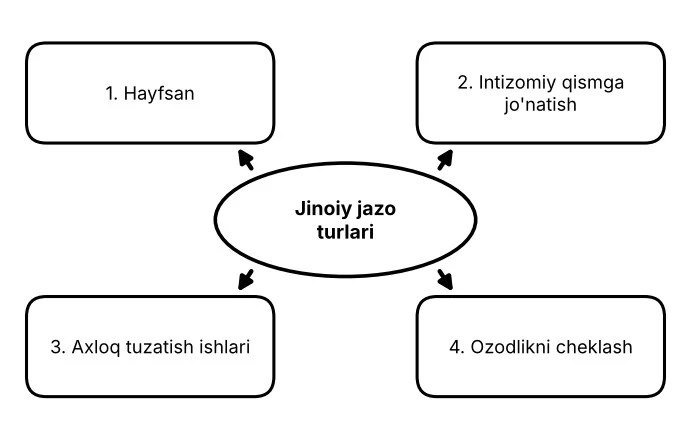 1. Hayfsan
2. Intizomiy qismga
jo'natish
Jinoiy jazo
turlari
3. Axloq tuzatish ishlari
4. Ozodlikni cheklash